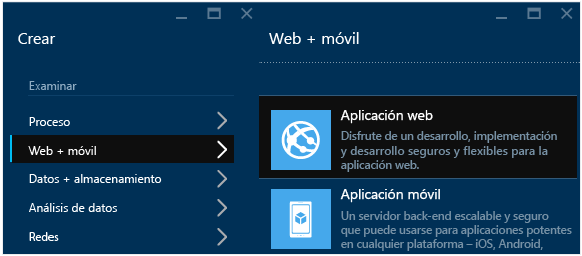 Crear
Examinar
Proceso
Web + móvil
Datos + almacenamiento
Análisis de datos
Redes
Web + móvil
Aplicación web
Disfrute de un desarrollo, implementación
y desarrollo seguros y flexibles para la
aplicación web.
Aplicación móvil
Un servidor back-end escalable y seguro
que puede usarse para aplicaciones potentes
en cualquier plataforma – iOS, Android,